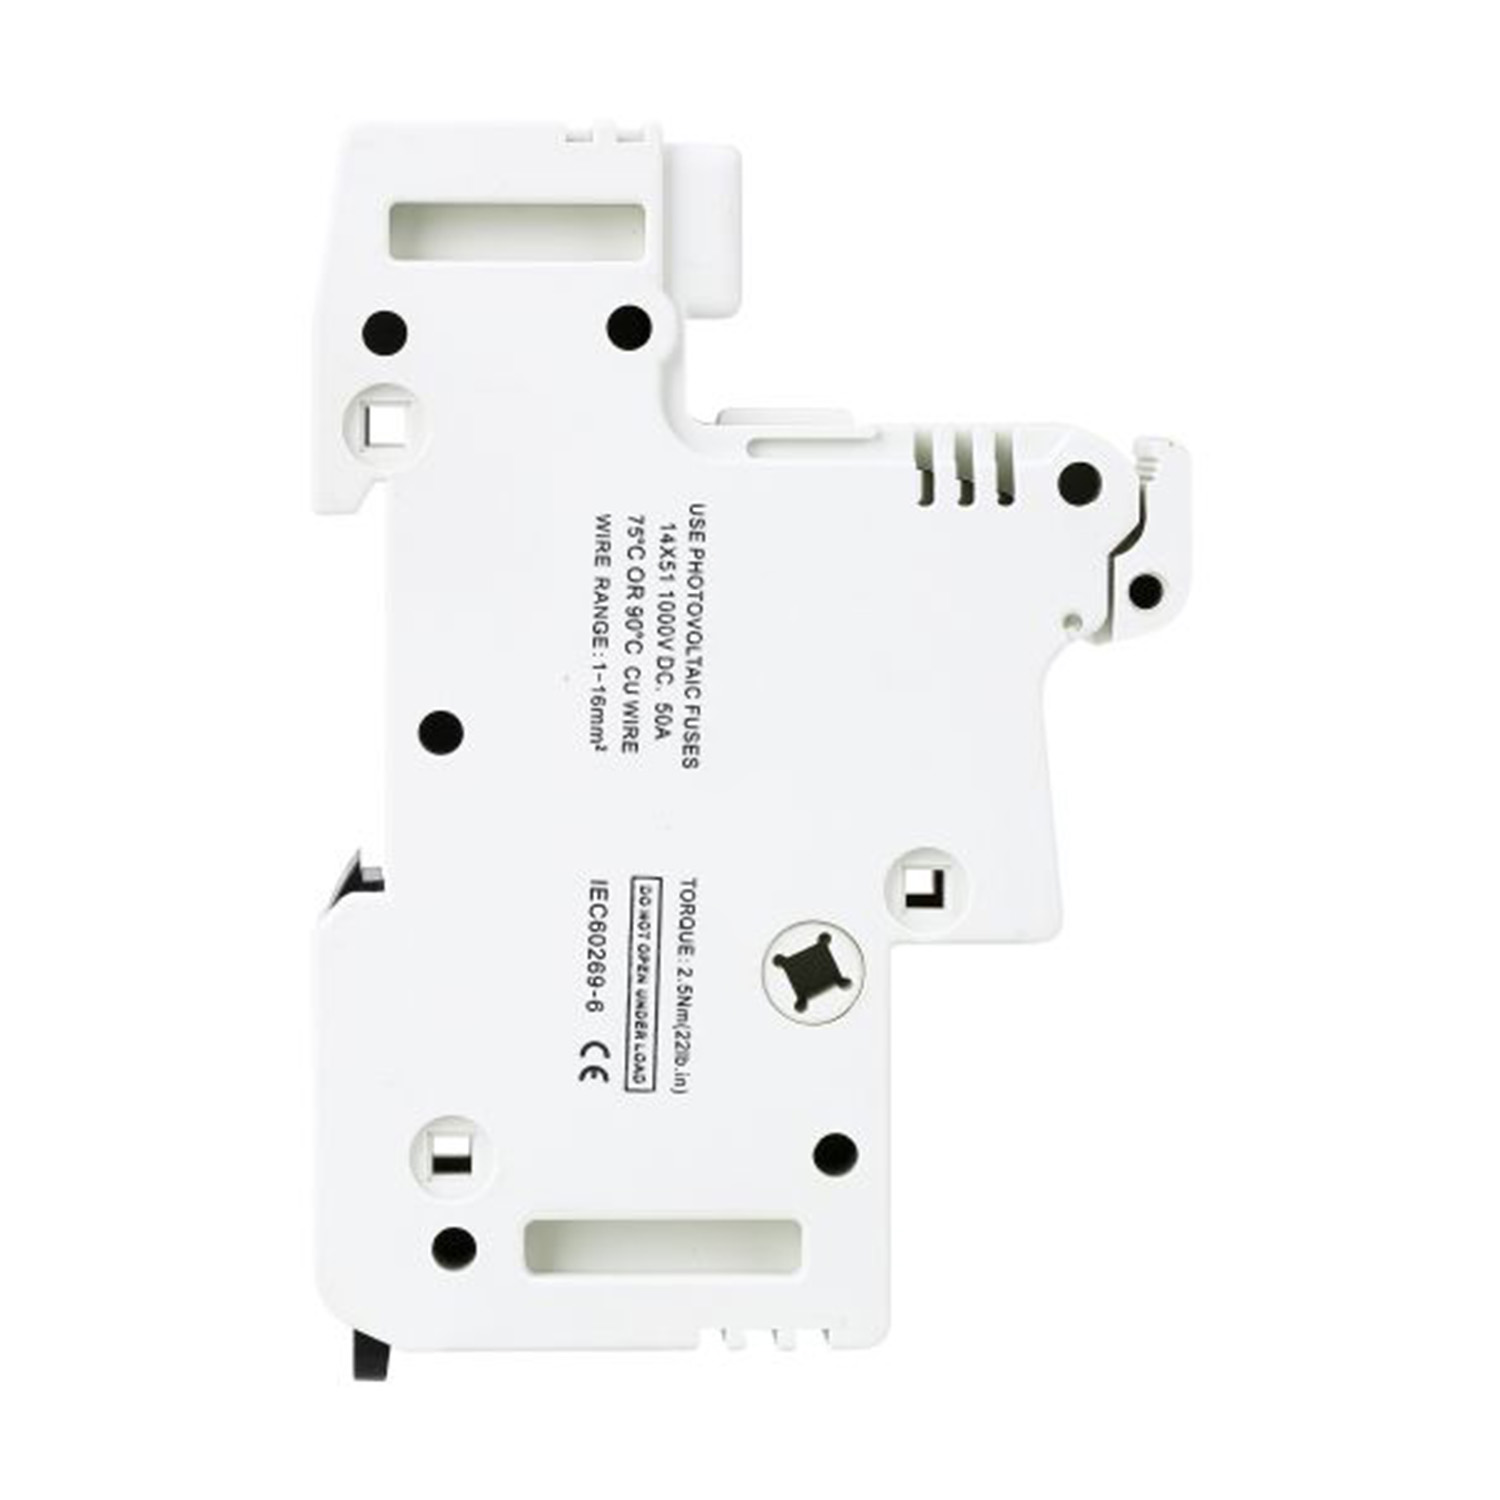 USE PHOTOVOLTAIC FUSES
14X51 1000V DC, 50A
75°C OR 90°C CU WIRE
WIRE RANGE: 1-16mm²
TORQUE: 2.5Nm(22lb.in)
DO NOT OPEN UNDER LOAD
IEC60269-6 CE